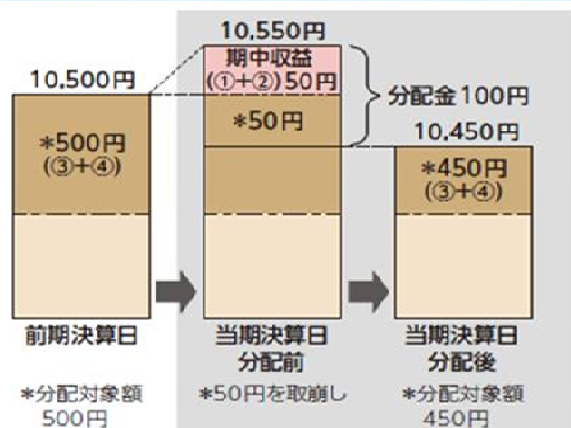 10,550円
期中収益
(①+②)50円
10,500円
分配金100円
*50円
10,450円
*500円
(③+④)
*450円
(③+④)
前期決算日
当期決算日
分配前
当期決算日
分配後
*分配対象額
500円
*50円を取崩し
*分配対象額
450円